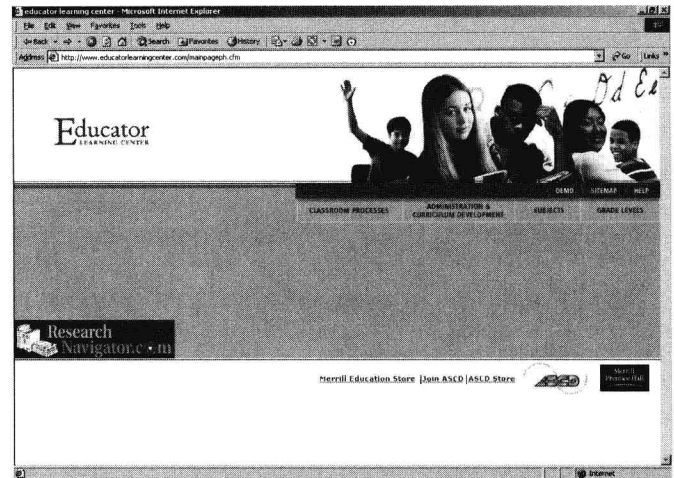 educator learning center - Microsoft Internet Explorer
File Edit View Favorites Tools Help
Back Search Favorites History
Address http://www.educatorlearningcenter.com/mainpageph.cfm Go Links »
Dd Ee
Educator
LEARNING CENTER
DEMO SITEMAP HELP
CLASSROOM PROCESSES ADMINISTRATION & SUBJECTS GRADE LEVELS
CURRICULUM DEVELOPMENT
Research
Navigator.com
Merrill Education Store | Join ASCD | ASCD Store ASCD Merrill
Prentice Hall
Internet